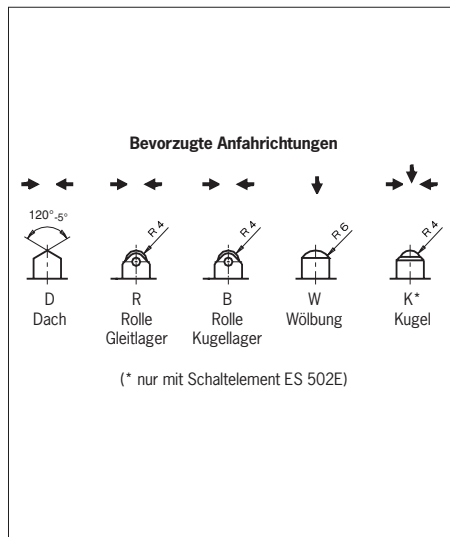 Bevorzugte Anfahrichtungen
120°-5°
R 4
R 4
R 6
R 4
D
R
B
W
K*
Dach
Rolle
Rolle
Wölbung
Kugel
Gleitlager
Kugellager
(* nur mit Schaltelement ES 502E)